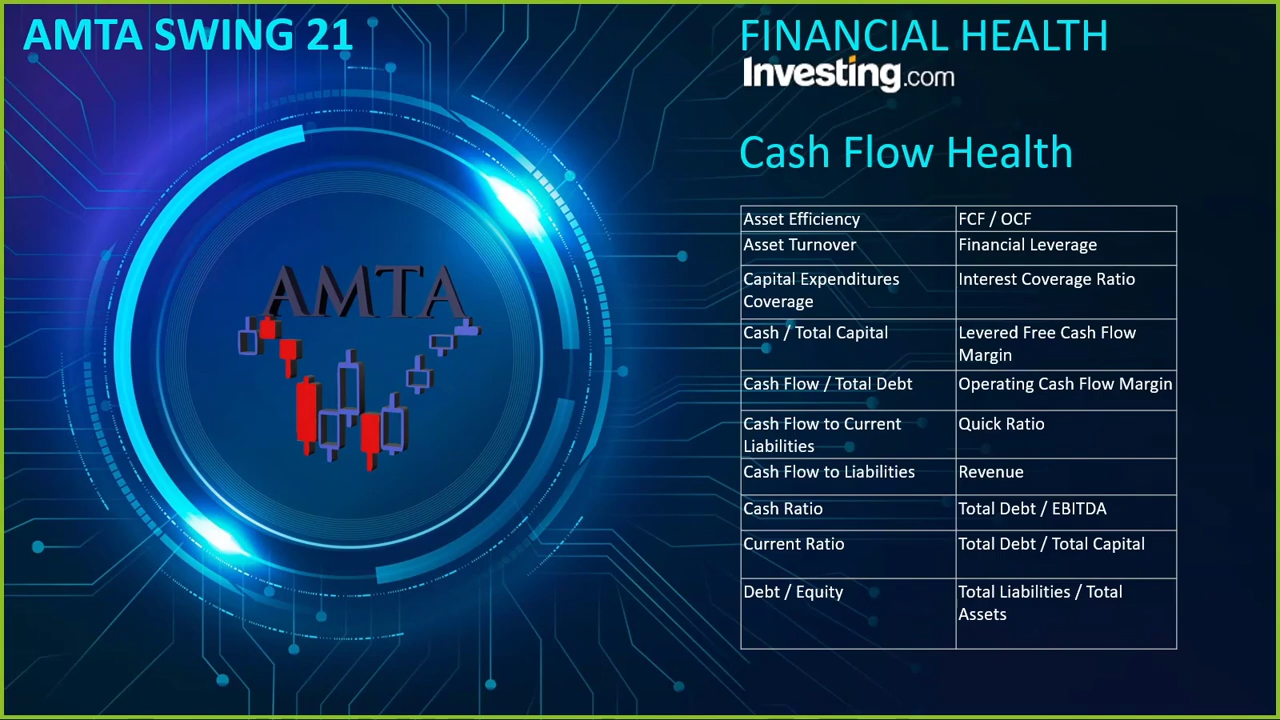 AMTA SWING 21
FINANCIAL HEALTH
Investing.com
Cash Flow Health
AMTA
Asset Efficiency
FCF / OCF
Asset Turnover
Financial Leverage
Capital Expenditures
Coverage
Interest Coverage Ratio
Cash / Total Capital
Levered Free Cash Flow
Margin
Cash Flow / Total Debt
Operating Cash Flow Margin
Cash Flow to Current
Liabilities
Quick Ratio
Cash Flow to Liabilities
Revenue
Cash Ratio
Total Debt / EBITDA
Current Ratio
Total Debt / Total Capital
Debt / Equity
Total Liabilities / Total
Assets